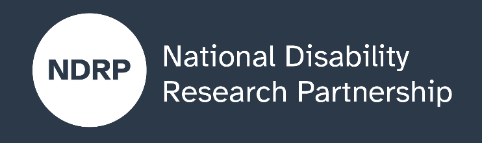 NDRP
National Disability
Research Partnership